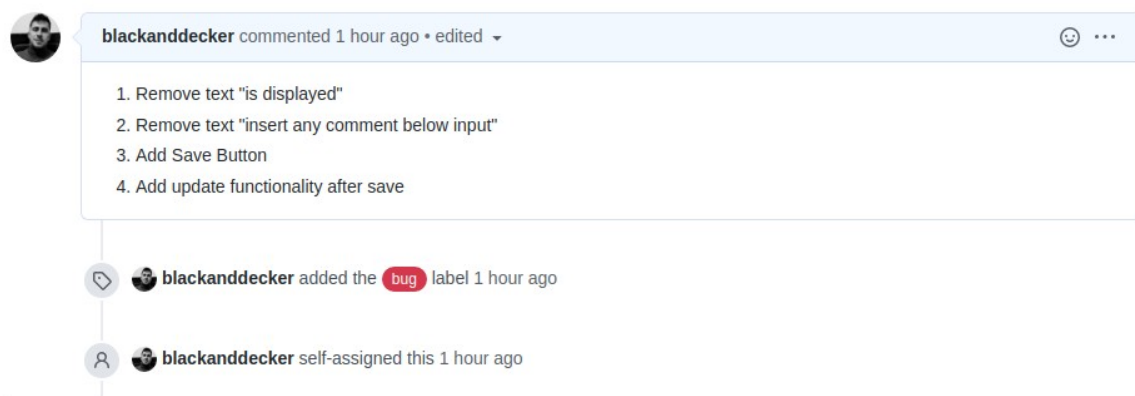 blackanddecker commented 1 hour ago • edited
1. Remove text "is displayed"
2. Remove text "insert any comment below input"
3. Add Save Button
4. Add update functionality after save
blackanddecker added the bug label 1 hour ago
blackanddecker self-assigned this 1 hour ago